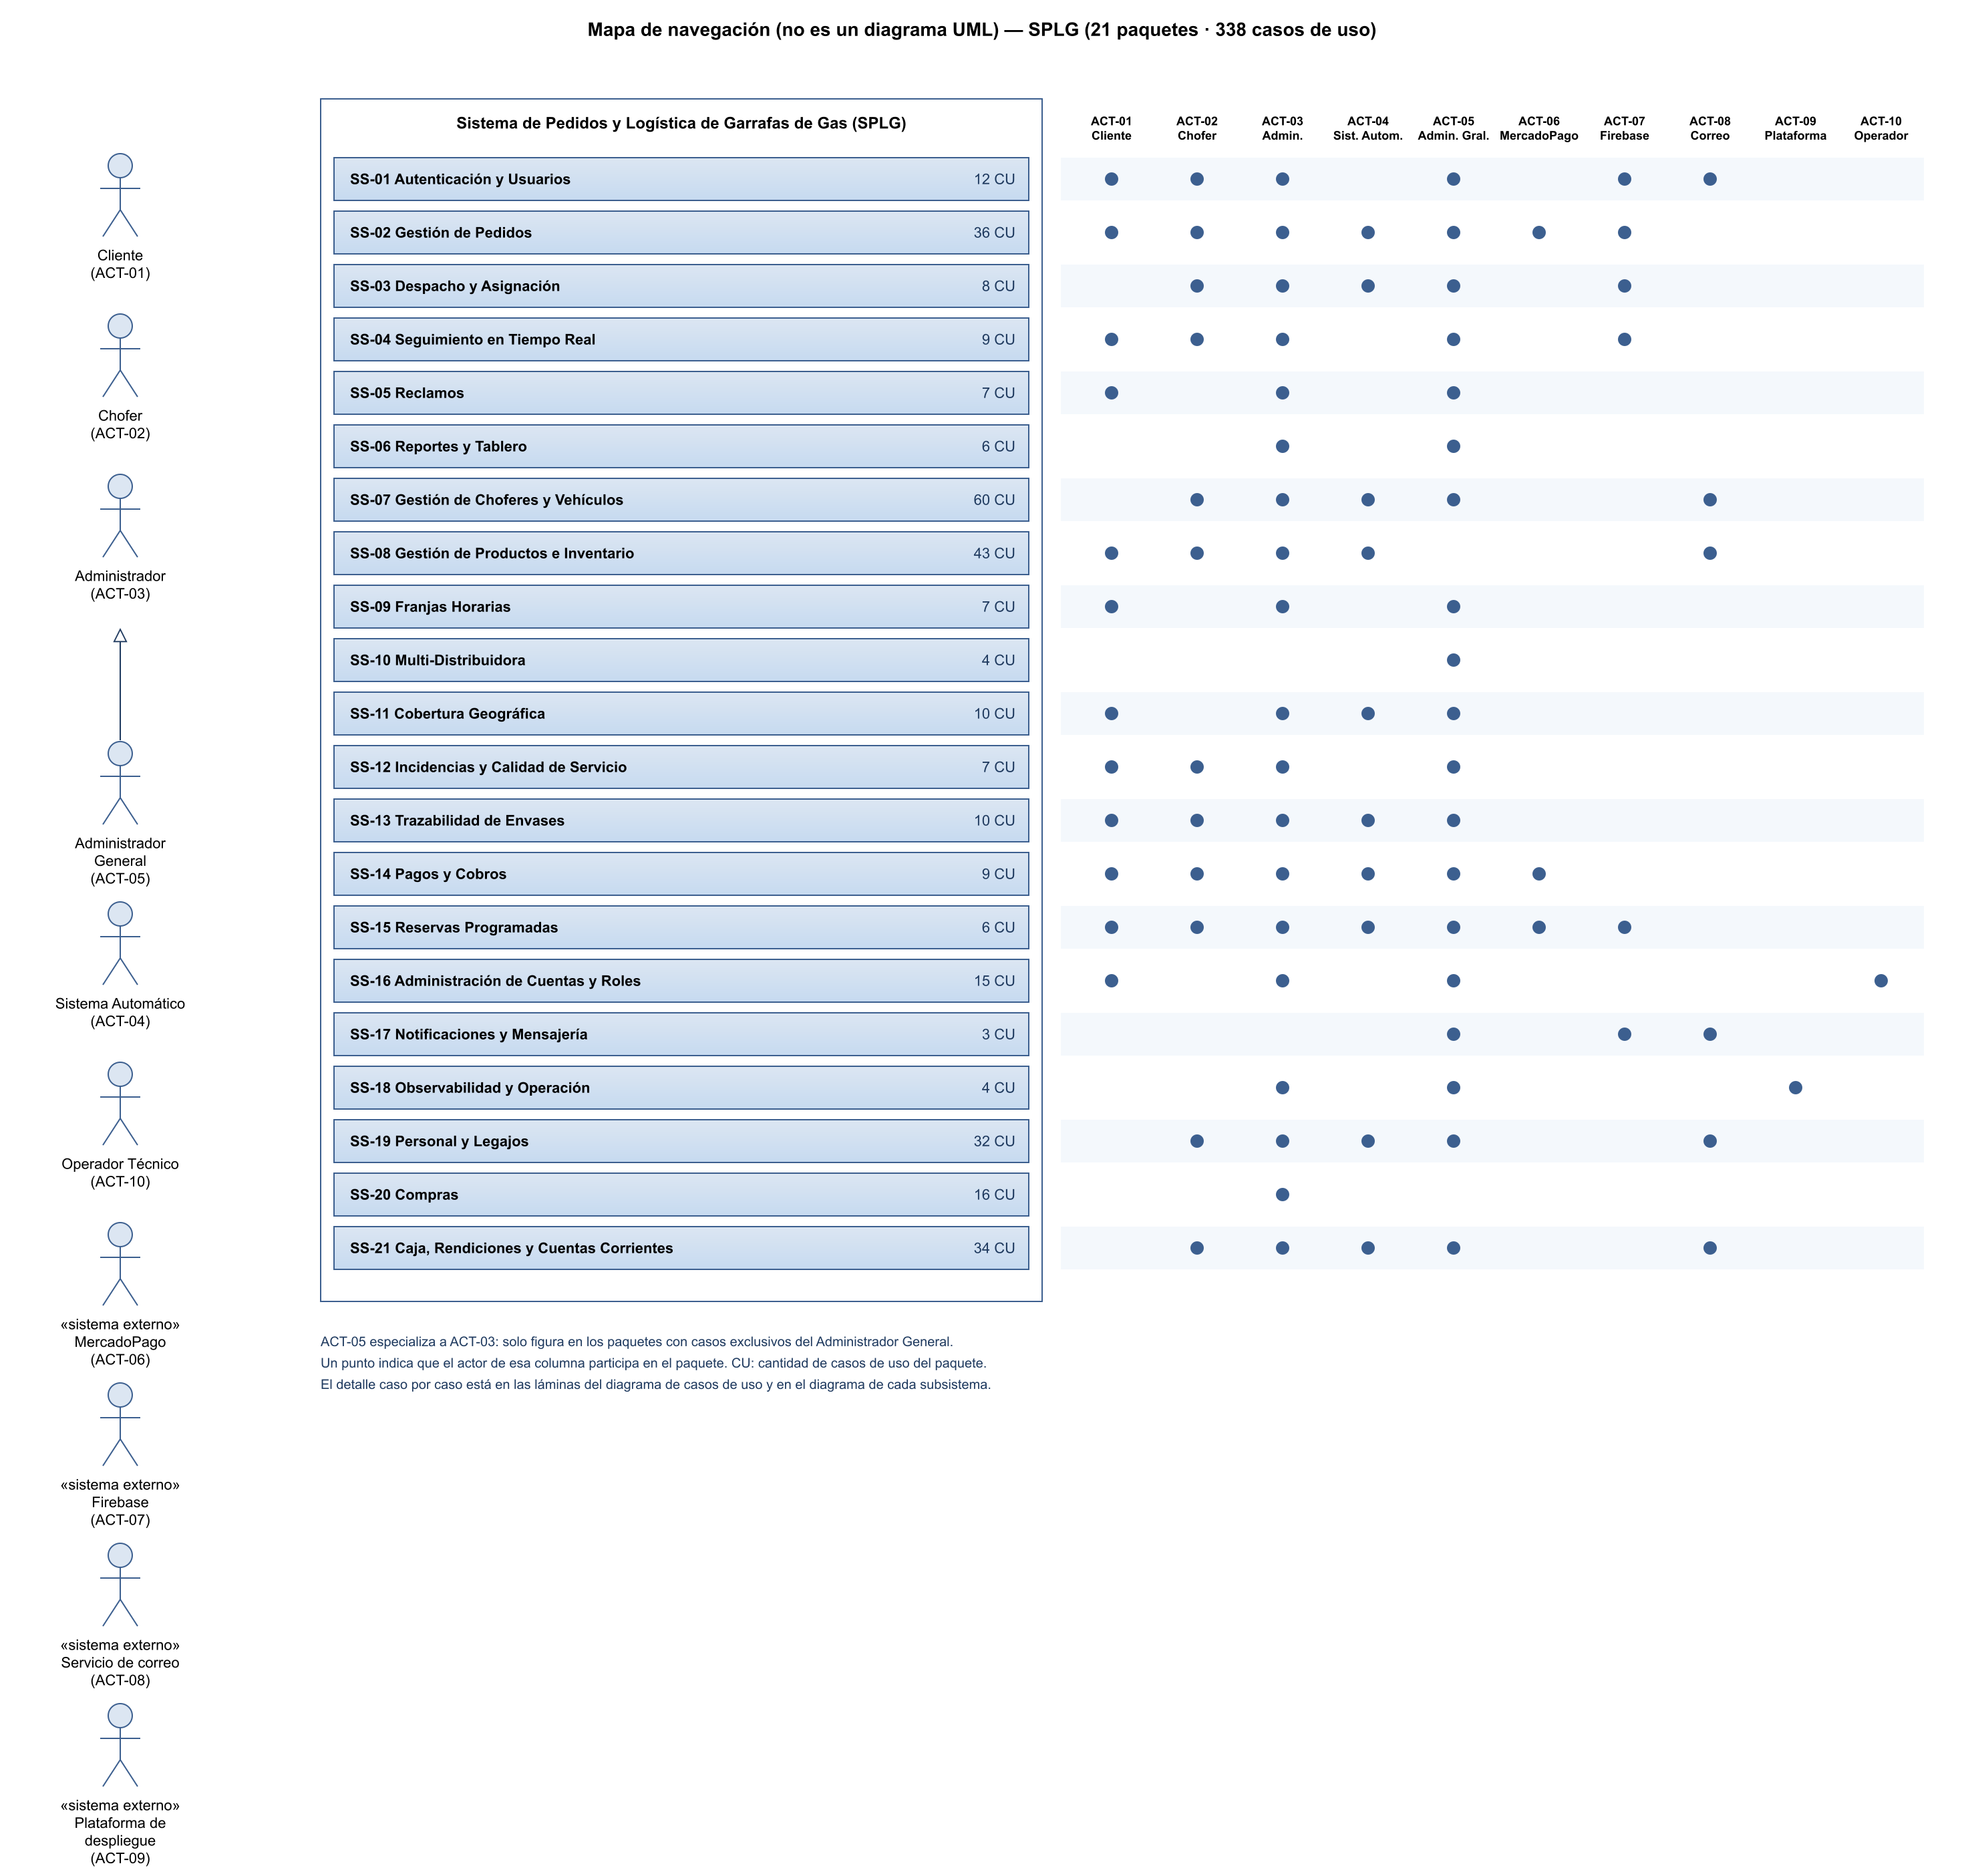 Mapa de navegación (no es un diagrama UML) — SPLG (21 paquetes · 338 casos de uso)
Sistema de Pedidos y Logística de Garrafas de Gas (SPLG)
ACT-01 Cliente
ACT-02 Chofer
ACT-03 Admin.
ACT-04 Sist. Autom.
ACT-05 Admin. Gral.
ACT-06 MercadoPago
ACT-07 Firebase
ACT-08 Correo
ACT-09 Plataforma
ACT-10 Operador
SS-01 Autenticación y Usuarios 12 CU
SS-02 Gestión de Pedidos 36 CU
SS-03 Despacho y Asignación 8 CU
SS-04 Seguimiento en Tiempo Real 9 CU
SS-05 Reclamos 7 CU
SS-06 Reportes y Tablero 6 CU
SS-07 Gestión de Choferes y Vehículos 60 CU
SS-08 Gestión de Productos e Inventario 43 CU
SS-09 Franjas Horarias 7 CU
SS-10 Multi-Distribuidora 4 CU
SS-11 Cobertura Geográfica 10 CU
SS-12 Incidencias y Calidad de Servicio 7 CU
SS-13 Trazabilidad de Envases 10 CU
SS-14 Pagos y Cobros 9 CU
SS-15 Reservas Programadas 6 CU
SS-16 Administración de Cuentas y Roles 15 CU
SS-17 Notificaciones y Mensajería 3 CU
SS-18 Observabilidad y Operación 4 CU
SS-19 Personal y Legajos 32 CU
SS-20 Compras 16 CU
SS-21 Caja, Rendiciones y Cuentas Corrientes 34 CU
ACT-05 especializa a ACT-03: solo figura en los paquetes con casos exclusivos del Administrador General.
Un punto indica que el actor de esa columna participa en el paquete. CU: cantidad de casos de uso del paquete.
El detalle caso por caso está en las láminas del diagrama de casos de uso y en el diagrama de cada subsistema.
Cliente
(ACT-01)
Chofer
(ACT-02)
Administrador
(ACT-03)
Administrador
General
(ACT-05)
Sistema Automático
(ACT-04)
Operador Técnico
(ACT-10)
«sistema externo»
MercadoPago
(ACT-06)
«sistema externo»
Firebase
(ACT-07)
«sistema externo»
Servicio de correo
(ACT-08)
«sistema externo»
Plataforma de
despliegue
(ACT-09)